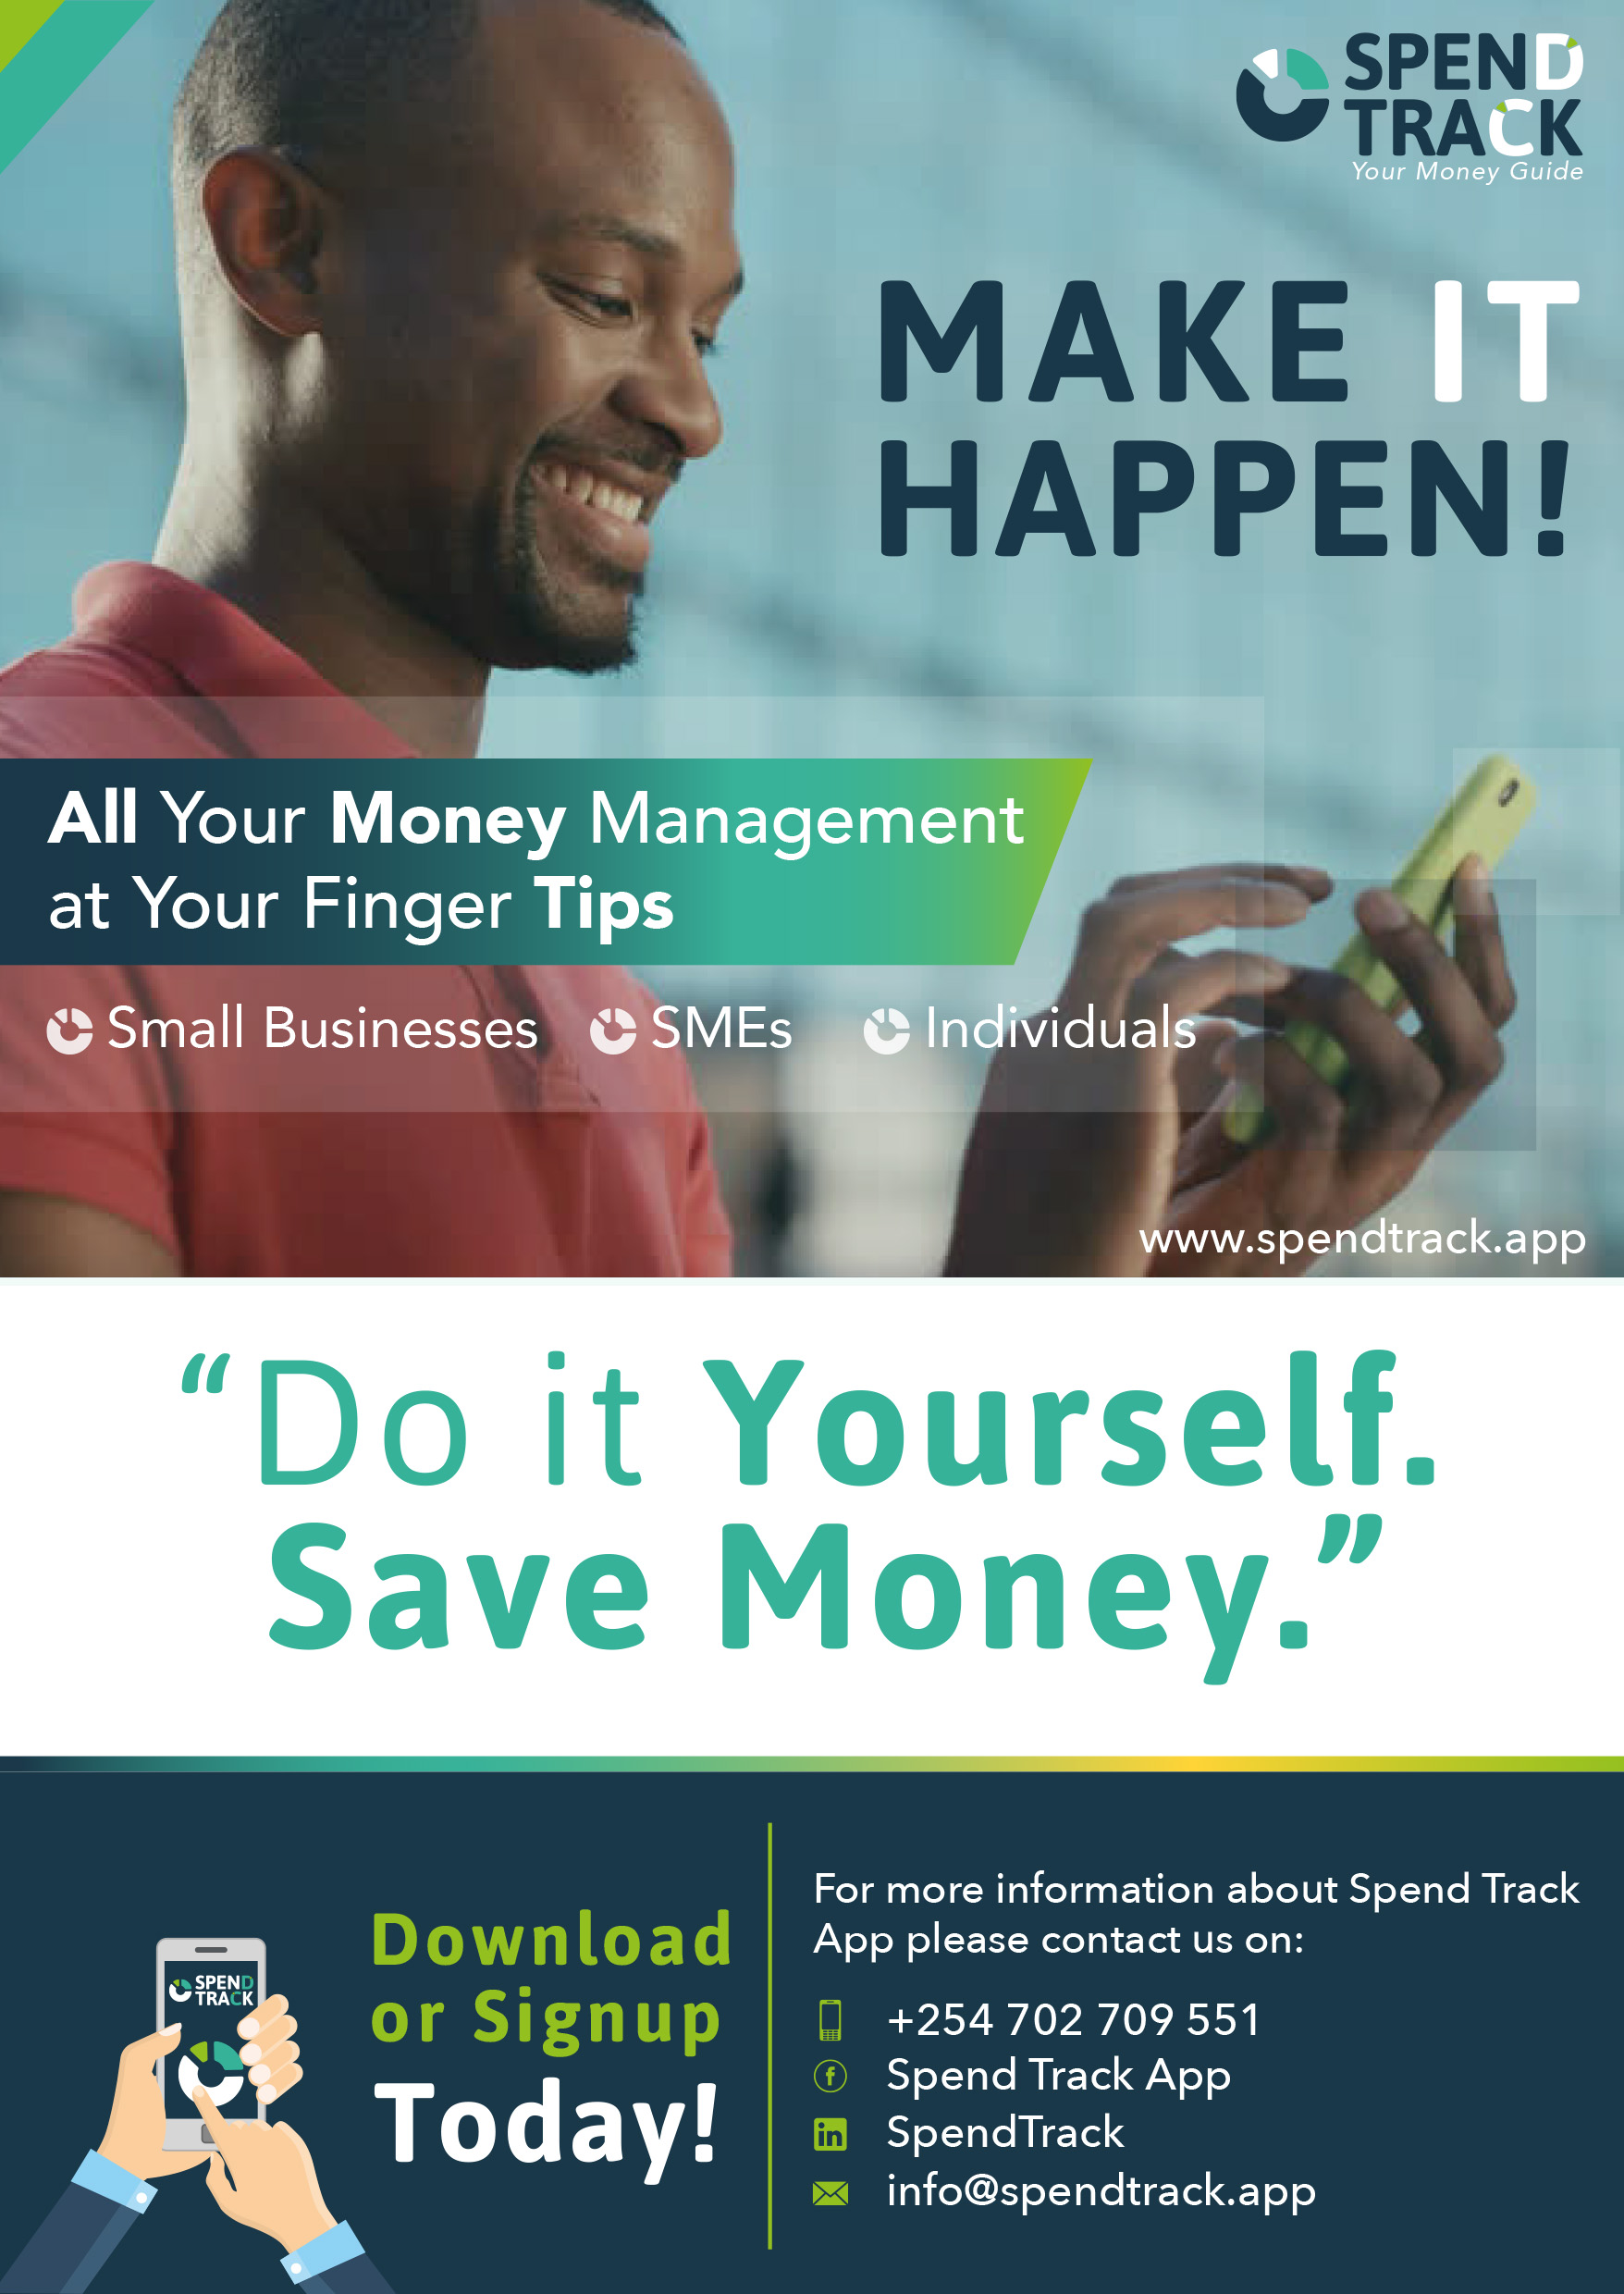 SPEND
TRACK
Your Money Guide
MAKE IT
HAPPEN!
All Your Money Management
at Your Finger Tips
Small Businesses SMEs Individuals
www.spendtrack.app
“Do it Yourself.
Save Money.”
Download
or Signup
Today!
SPEND
TRACK
For more information about Spend Track
App please contact us on:
+254 702 709 551
Spend Track App
SpendTrack
info@spendtrack.app